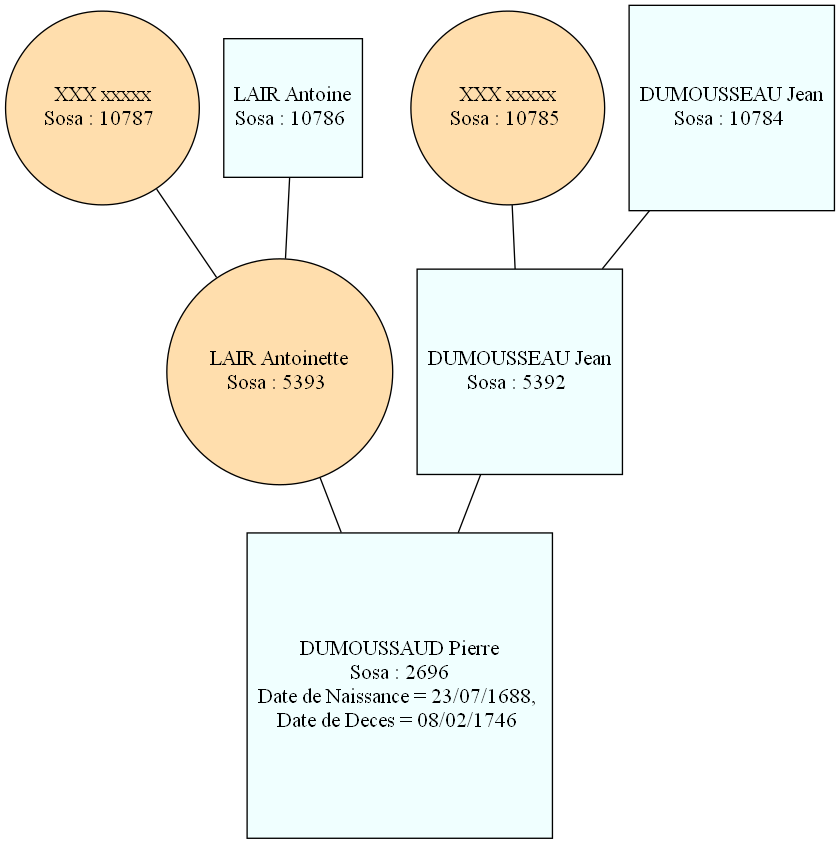 XXX xxxxx
Sosa : 10787
LAIR Antoine
Sosa : 10786
XXX xxxxx
Sosa : 10785
DUMOUSSEAU Jean
Sosa : 10784
LAIR Antoinette
Sosa : 5393
DUMOUSSEAU Jean
Sosa : 5392
DUMOUSSAUD Pierre
Sosa : 2696
Date de Naissance = 23/07/1688,
Date de Deces = 08/02/1746